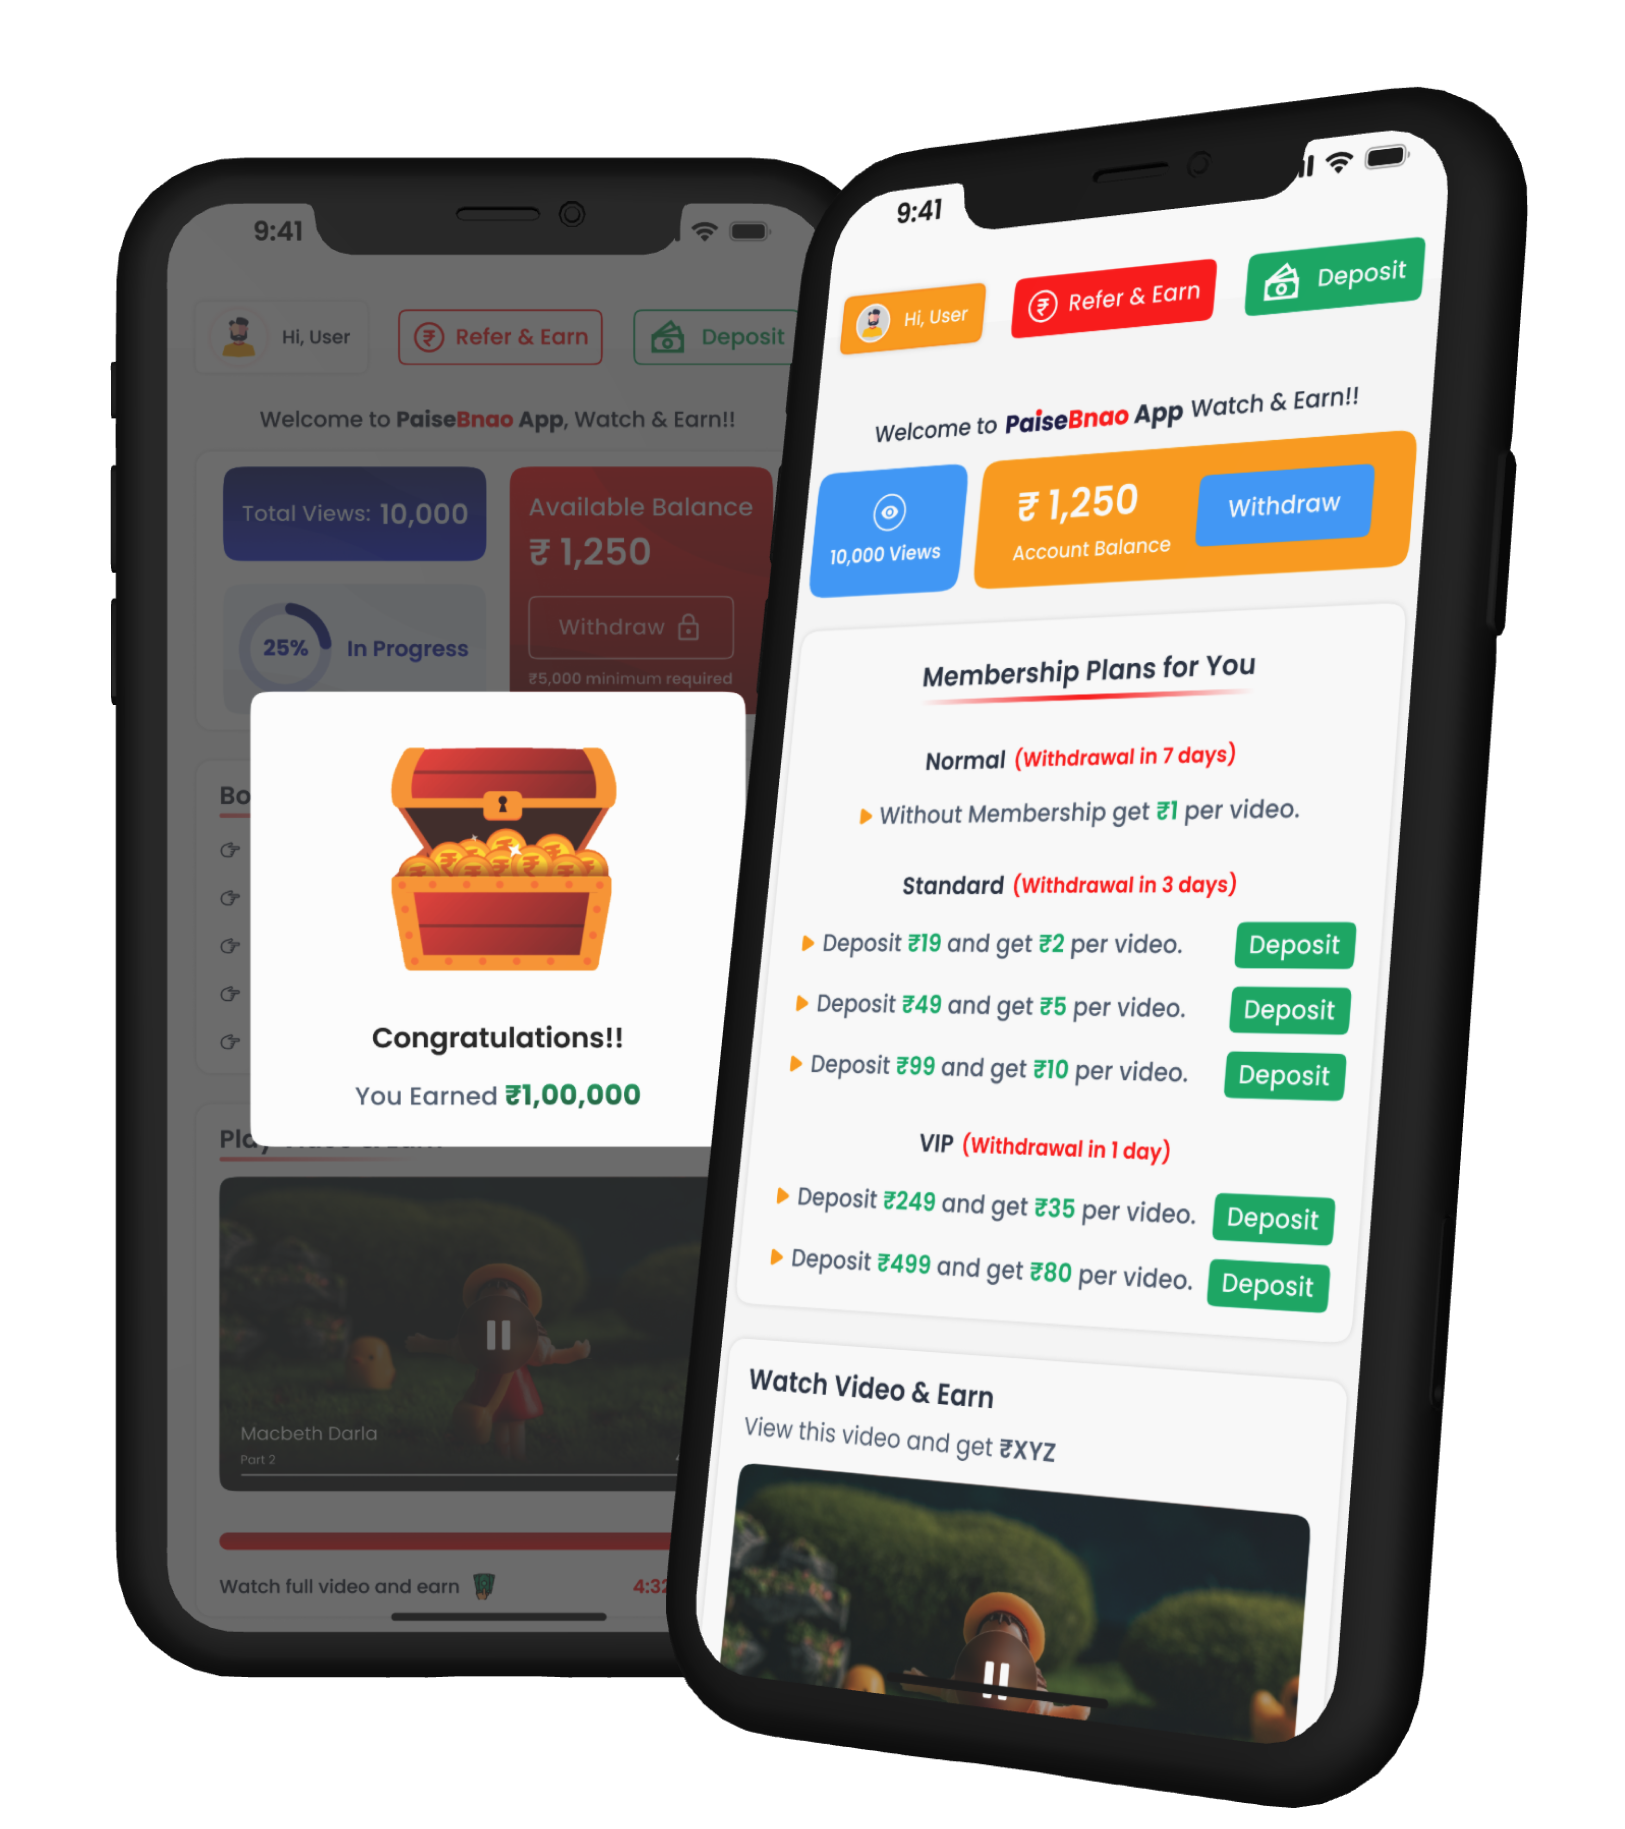 9:41
Hi, User
Refer & Earn
Deposit
Welcome to PaiseBnao App, Watch & Earn!!
Total Views: 10,000
Available Balance
₹ 1,250
Withdraw
₹5,000 minimum required
25%
In Progress
Bo
Congratulations!!
You Earned ₹1,00,000
Macbeth Darla
Part 2
Watch full video and earn
4:32
9:41
Hi, User
Refer & Earn
Deposit
Welcome to PaiseBnao App Watch & Earn!!
10,000 Views
₹ 1,250
Account Balance
Withdraw
Membership Plans for You
Normal (Withdrawal in 7 days)
Without Membership get ₹1 per video.
Standard (Withdrawal in 3 days)
Deposit ₹19 and get ₹2 per video. Deposit
Deposit ₹49 and get ₹5 per video. Deposit
Deposit ₹99 and get ₹10 per video. Deposit
VIP (Withdrawal in 1 day)
Deposit ₹249 and get ₹35 per video. Deposit
Deposit ₹499 and get ₹80 per video. Deposit
Watch Video & Earn
View this video and get ₹XYZ